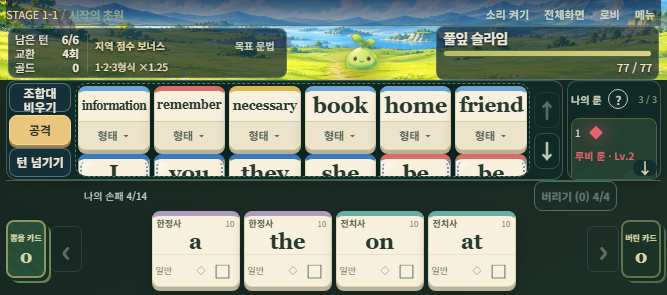 STAGE 1-1 / 시작의 초원
소리 켜기 전체화면 로비 메뉴
남은 턴 6/6
교환 4회
골드 0
지역 점수 보너스
1·2·3형식 ×1.25
목표 문법
풀잎 슬라임
77 / 77
조합대 비우기
공격
턴 넘기기
information remember necessary book home friend
형태 형태 형태 형태 형태 형태
I you they she be be
나의 룬 ? 3 / 3
1
루비 룬 · Lv.2
나의 손패 4/14
버리기 (0) 4/4
뽑을 카드
0
한정사 10
a
일반
한정사 10
the
일반
전치사 10
on
일반
전치사 10
at
일반
버린 카드
0